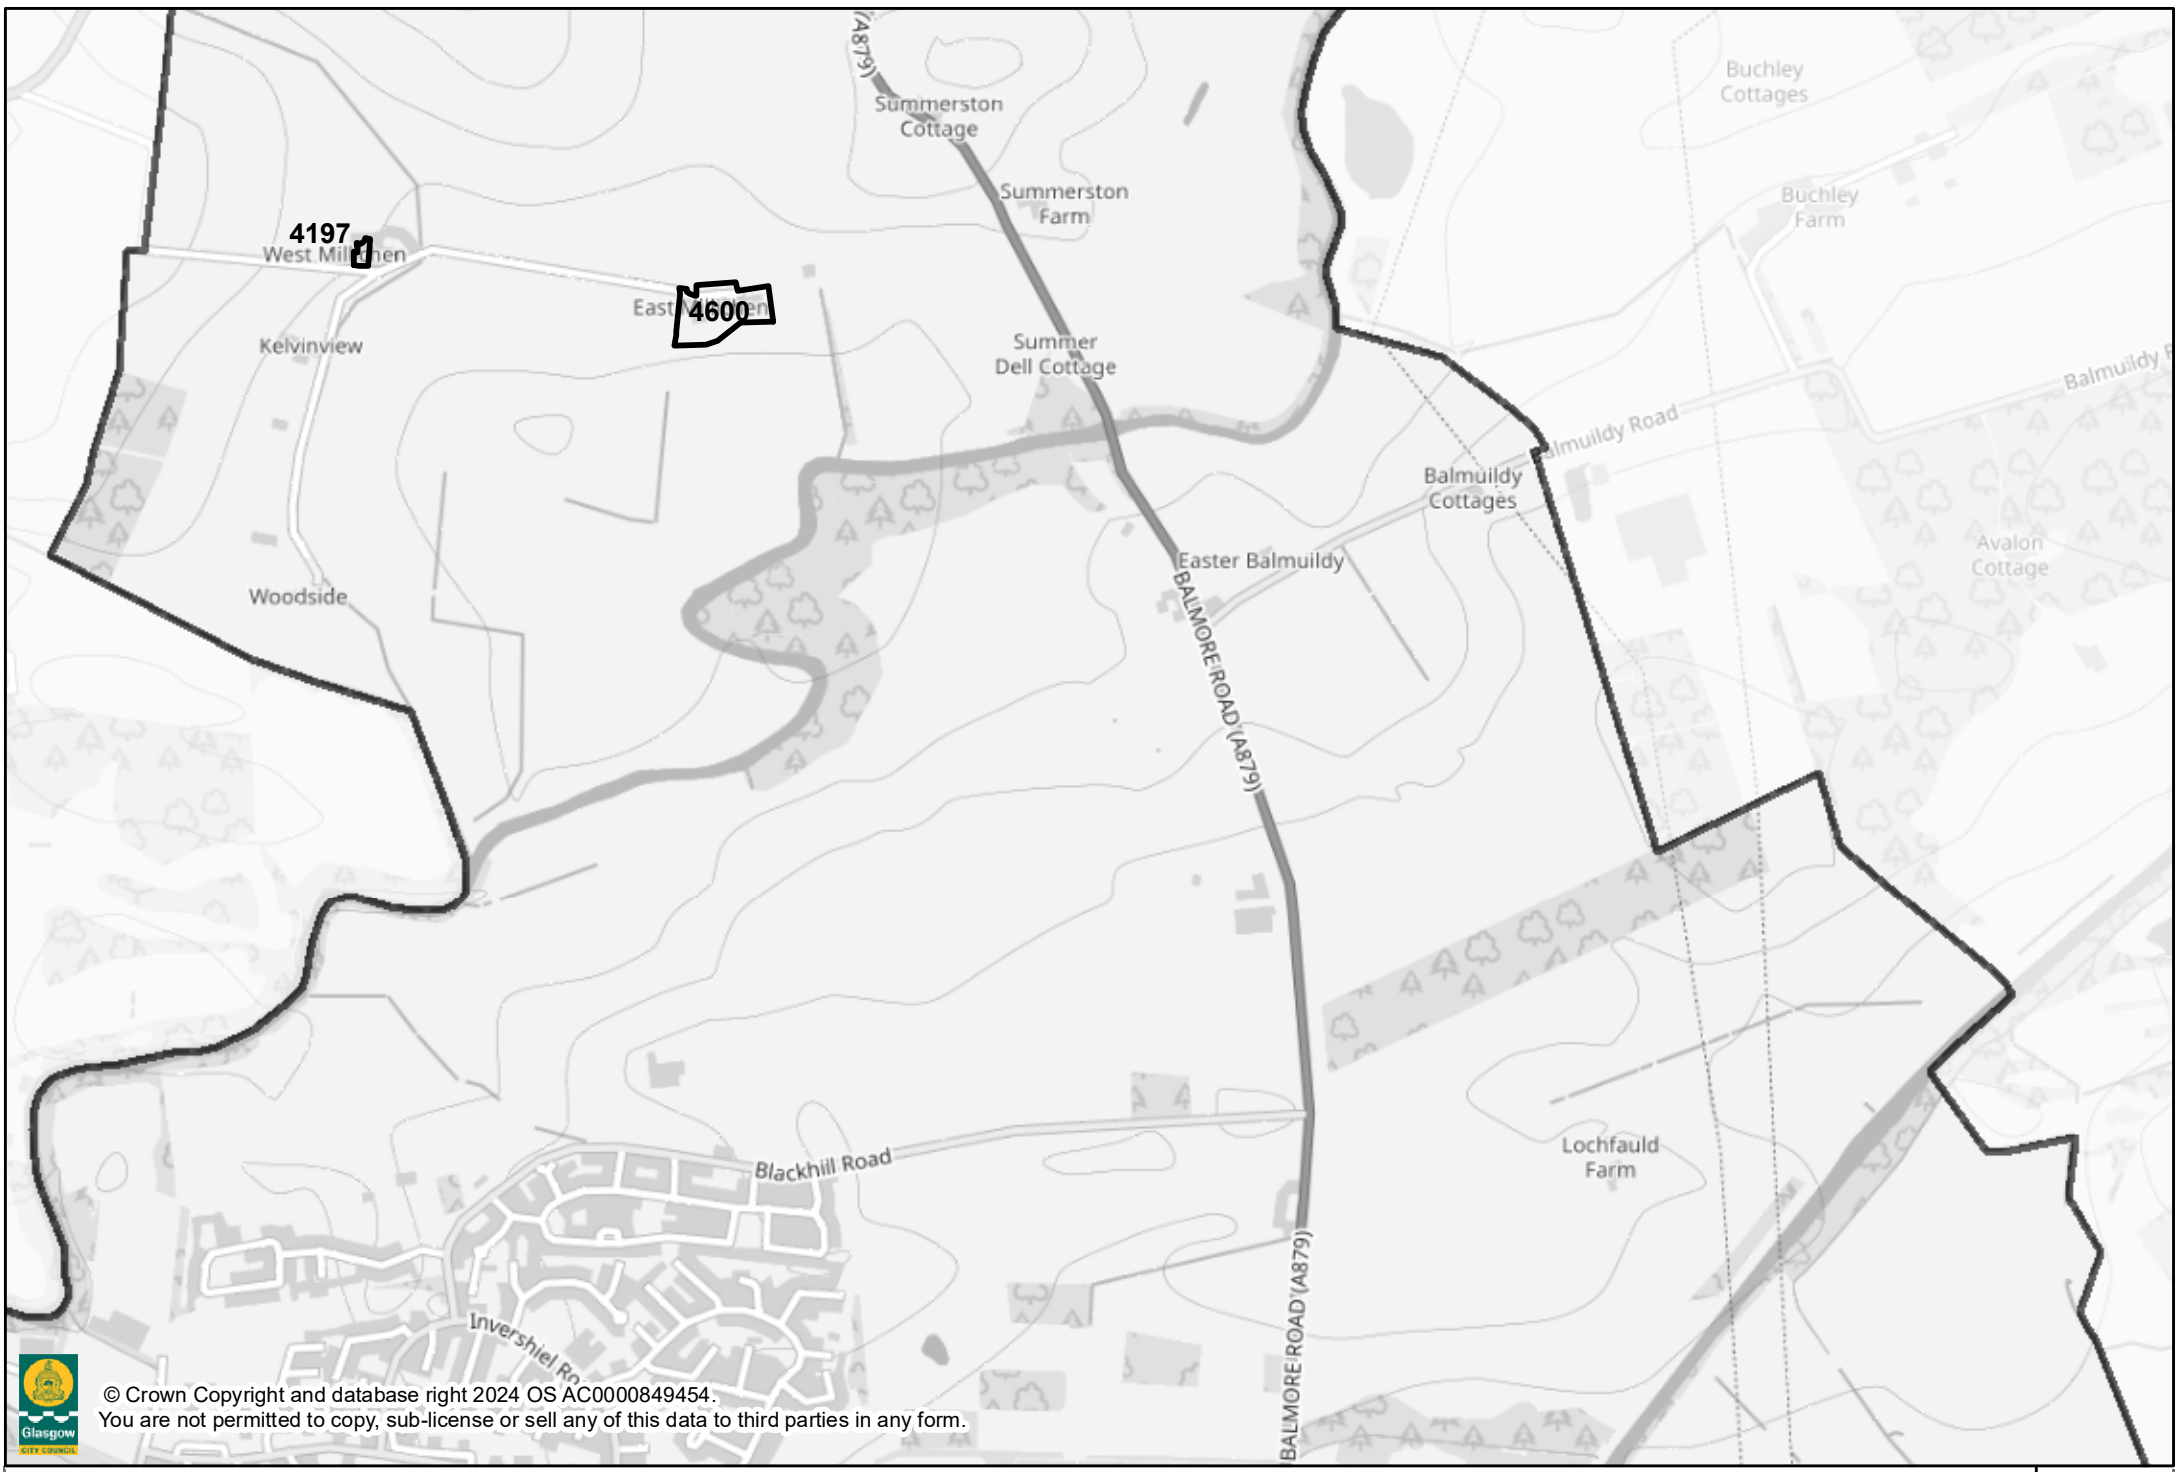 (A879)
Buchley
Cottages
Summerston
Cottage
Summerston
Farm
Buchley
Farm
4197
West Millichen
East Millichen
4600
Kelvinview
Summer
Dell Cottage
Balmuildy
Balmuildy Road
Balmuildy
Cottages
Easter Balmuildy
Avalon
Cottage
Woodside
BALMORE ROAD (A879)
Blackhill Road
Lochfauld
Farm
BALMORE ROAD (A879)
Invershiel Ro
© Crown Copyright and database right 2024 OS AC0000849454.
You are not permitted to copy, sub-license or sell any of this data to third parties in any form.
Glasgow
CITY COUNCIL